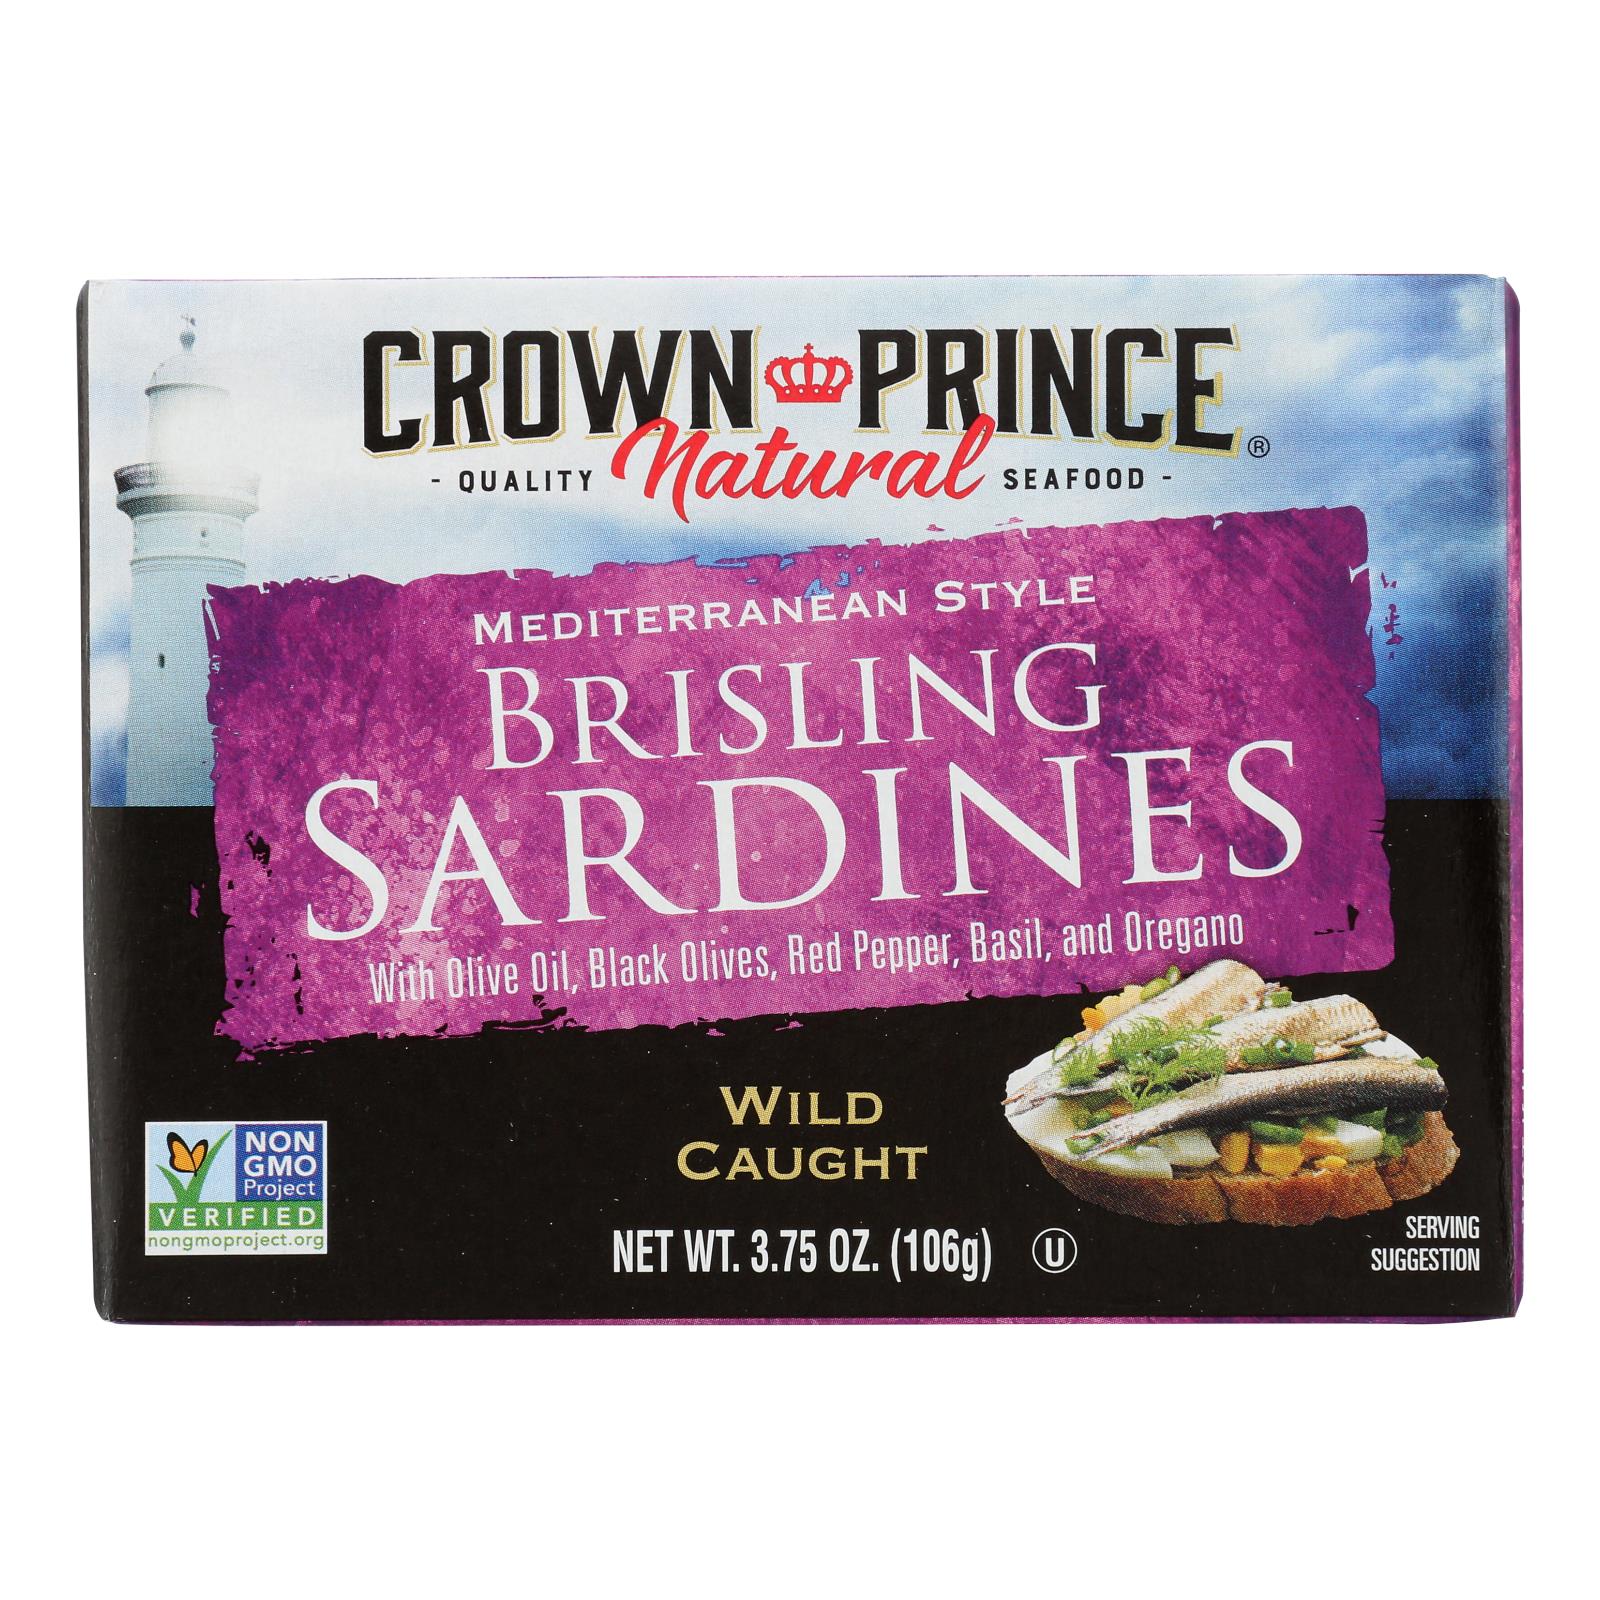 CROWN PRINCE®
- QUALITY Natural SEAFOOD -
MEDITERRANEAN STYLE
BRISLING
SARDINES
With Olive Oil, Black Olives, Red Pepper, Basil, and Oregano
WILD
CAUGHT
NET WT. 3.75 OZ. (106g) U
NON
GMO
Project
VERIFIED
nongmoproject.org
SERVING
SUGGESTION